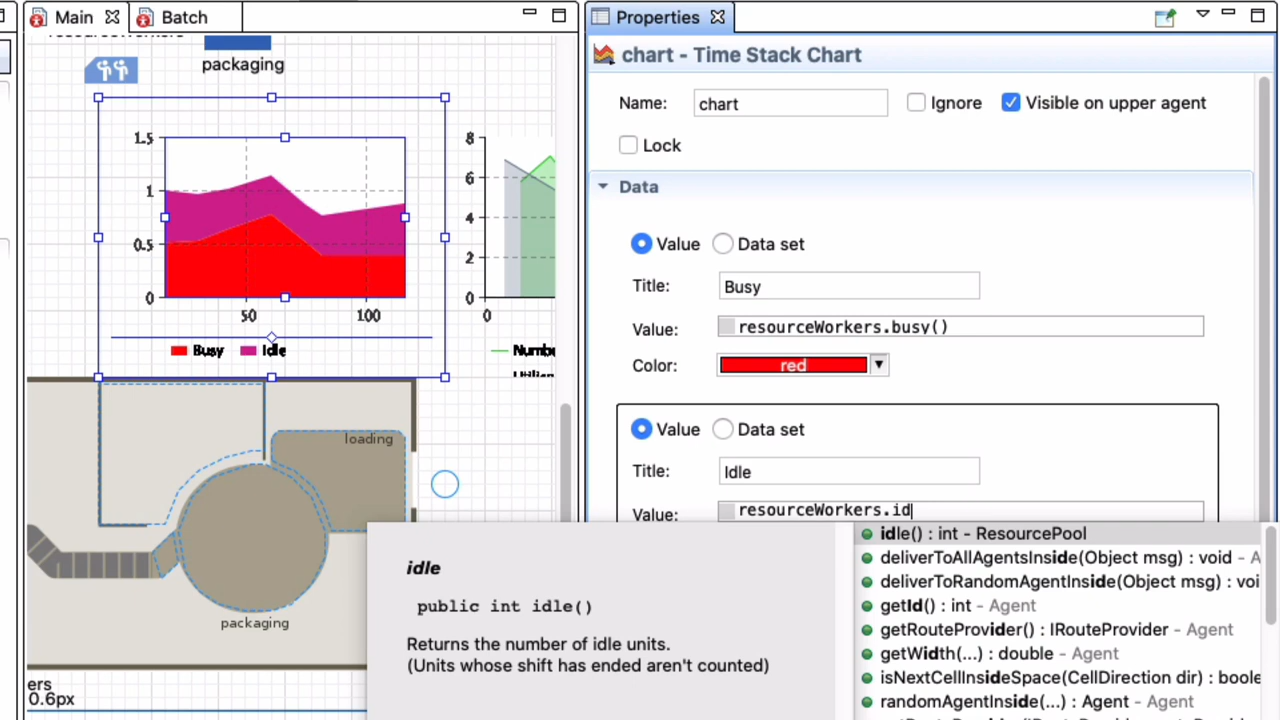 Main
Batch
packaging
1.5
1
0.5
0
50
100
Busy
Idle
8
6
4
2
0
0
loading
packaging
ers
0.6px
Properties
chart - Time Stack Chart
Name:
chart
Ignore
Visible on upper agent
Lock
Data
Value
Data set
Title:
Busy
Value:
resourceWorkers.busy()
Color:
red
Value
Data set
Title:
Idle
Value:
resourceWorkers.id
idle
public int idle()
Returns the number of idle units.
(Units whose shift has ended aren't counted)
idle() : int - ResourcePool
deliverToAllAgentsInside(Object msg) : void - A
deliverToRandomAgentInside(Object msg) : voi
getId() : int - Agent
getRouteProvider() : IRouteProvider - Agent
getWidth(...) : double - Agent
isNextCellInsideSpace(CellDirection dir) : boole
randomAgentInside(...) : Agent - Agent